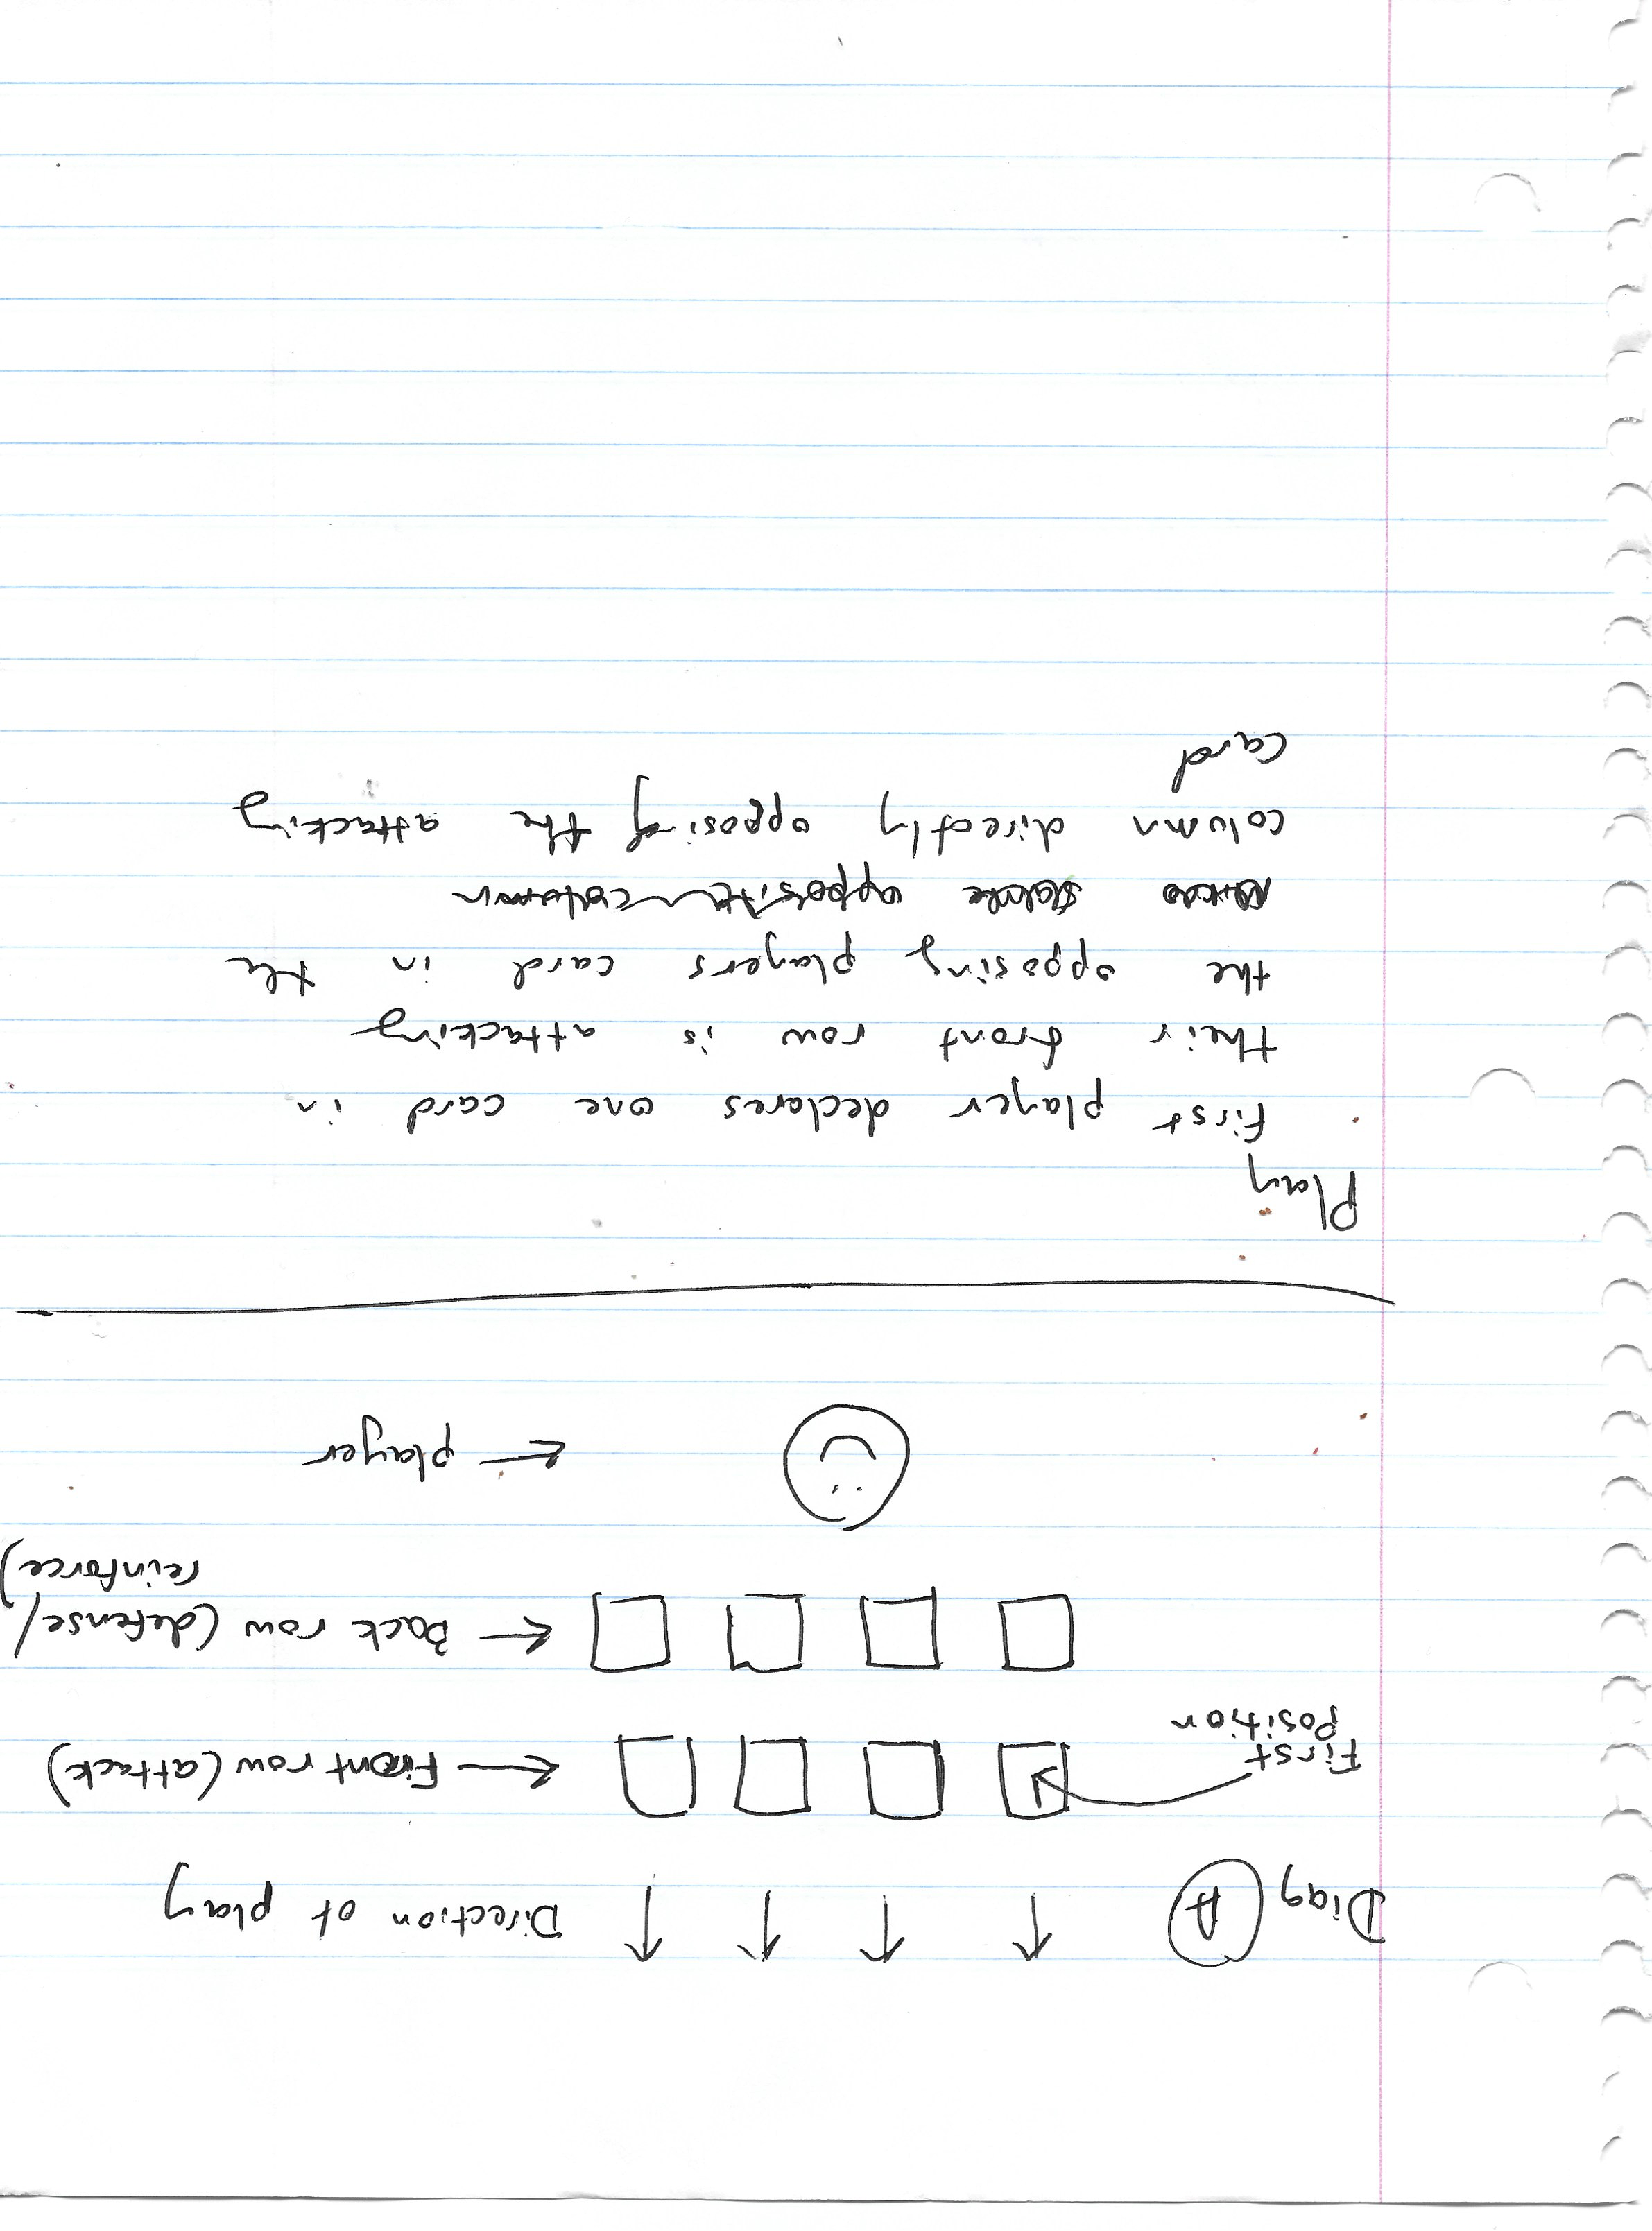 Diag A ↑ ↑ ↑ ↑ Direction of play
First
Position
← Front row (attack)
← Back row (defense/
reinforce)
← player
Play
First player declares one card in
their front row is attacking
the opposing players card in the
opposite column
column directly opposing the attacking
card